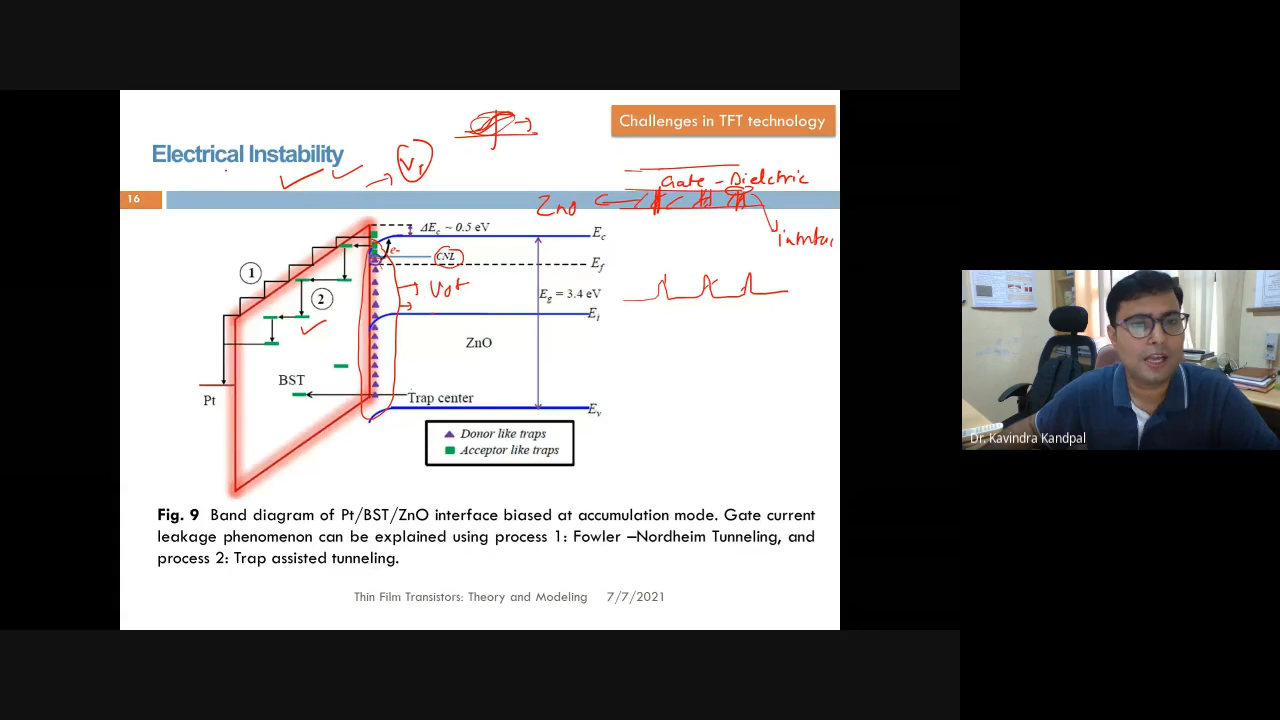 Challenges in TFT technology
Electrical Instability
16
Gate - Dielctric
ZnO
ΔEc ~ 0.5 eV
Ec
e-
CNL
Ef
1
2
Eg = 3.4 eV
Ei
ZnO
BST
Pt
Trap center
Ev
Donor like traps
Acceptor like traps
Fig. 9 Band diagram of Pt/BST/ZnO interface biased at accumulation mode. Gate current
leakage phenomenon can be explained using process 1: Fowler –Nordheim Tunneling, and
process 2: Trap assisted tunneling.
Thin Film Transistors: Theory and Modeling 7/7/2021
Dr. Kavindra Kandpal